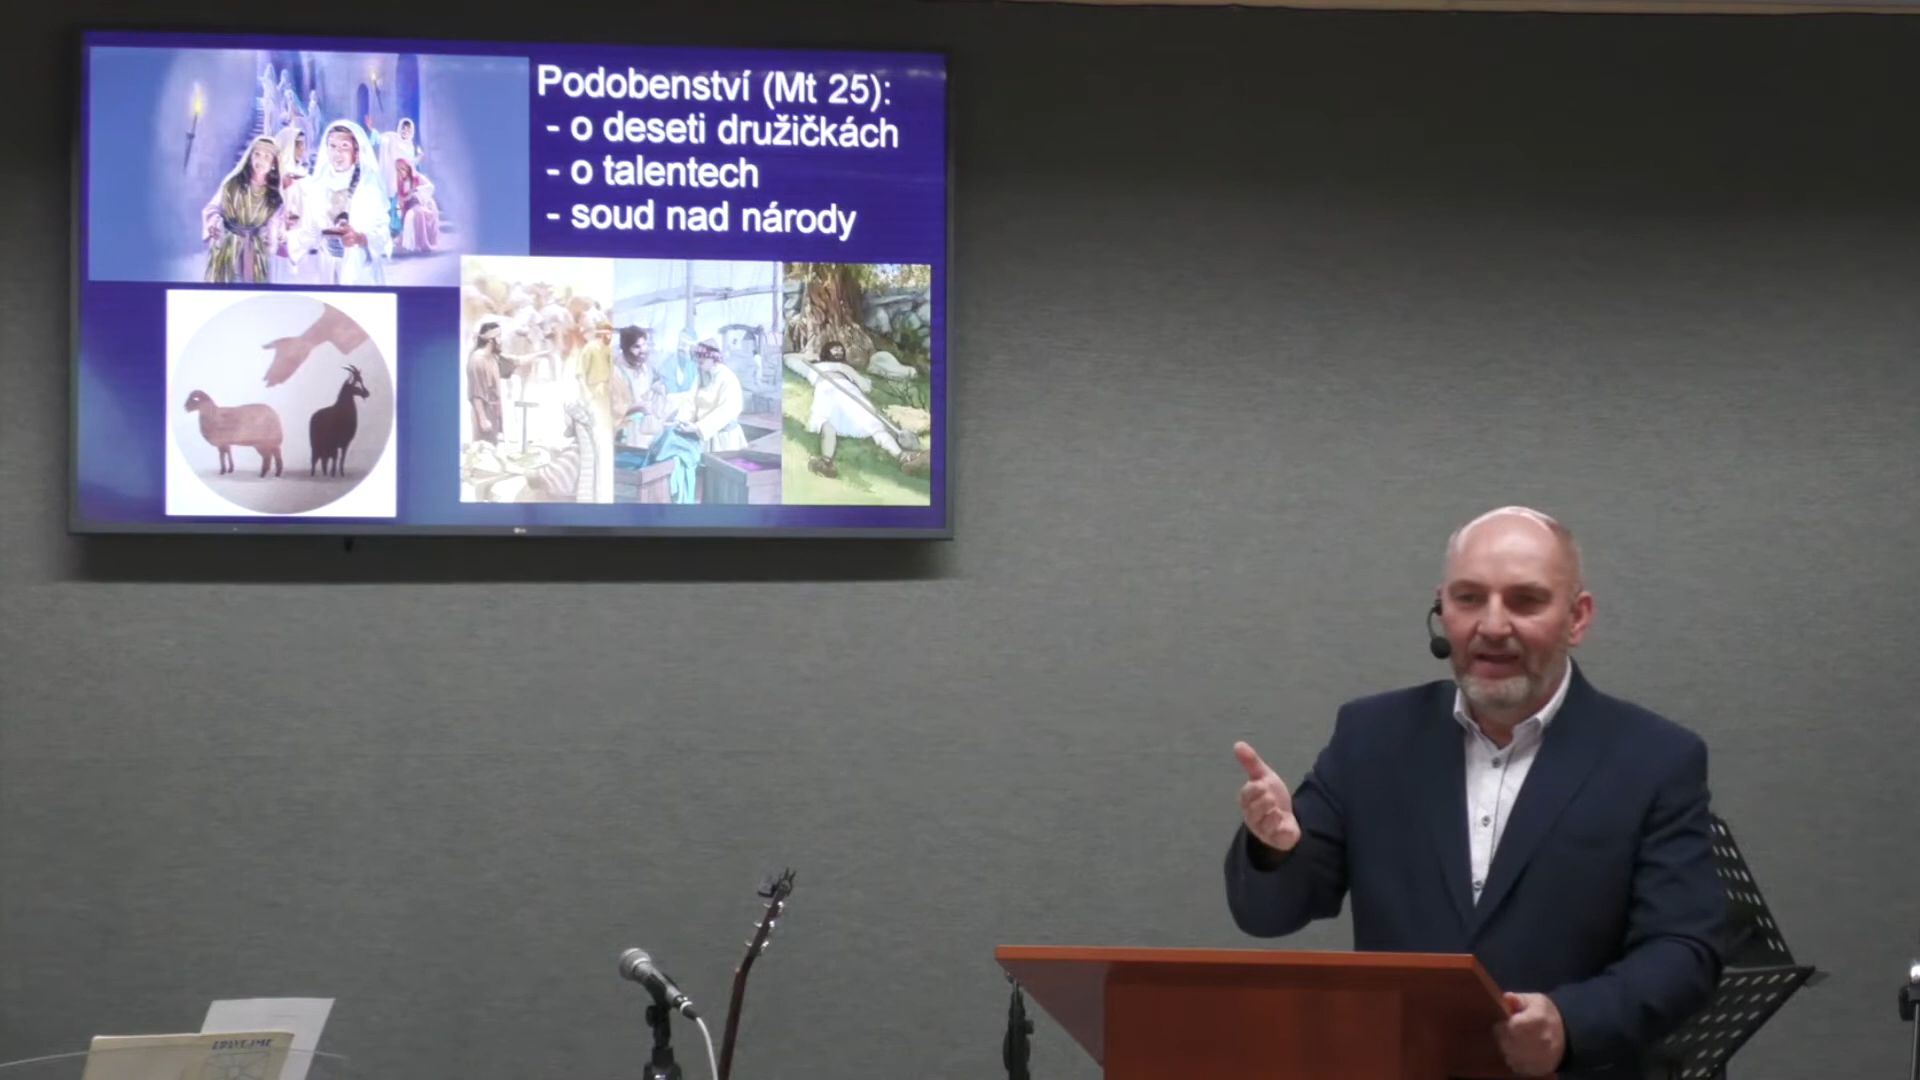 Podobenství (Mt 25):
- o deseti družičkách
- o talentech
- soud nad národy